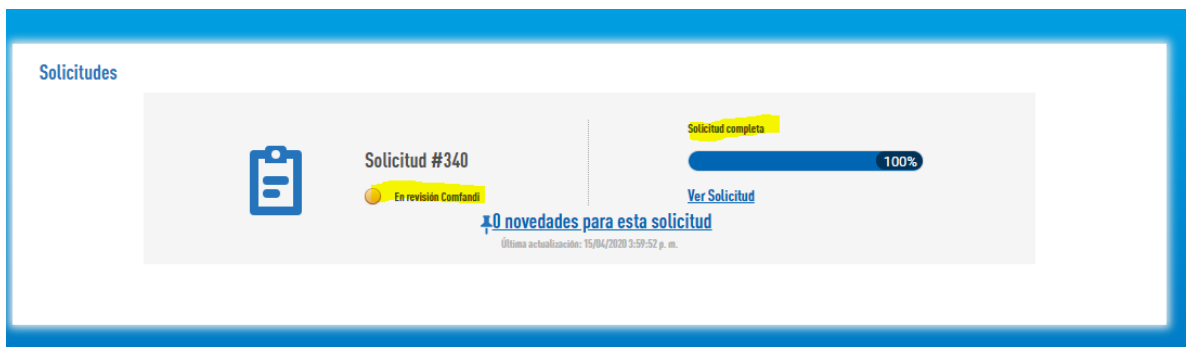 Solicitudes
Solicitud #340
En revisión Comfandi
Solicitud completa
100%
Ver Solicitud
0 novedades para esta solicitud
Última actualización: 15/04/2020 3:59:52 p. m.